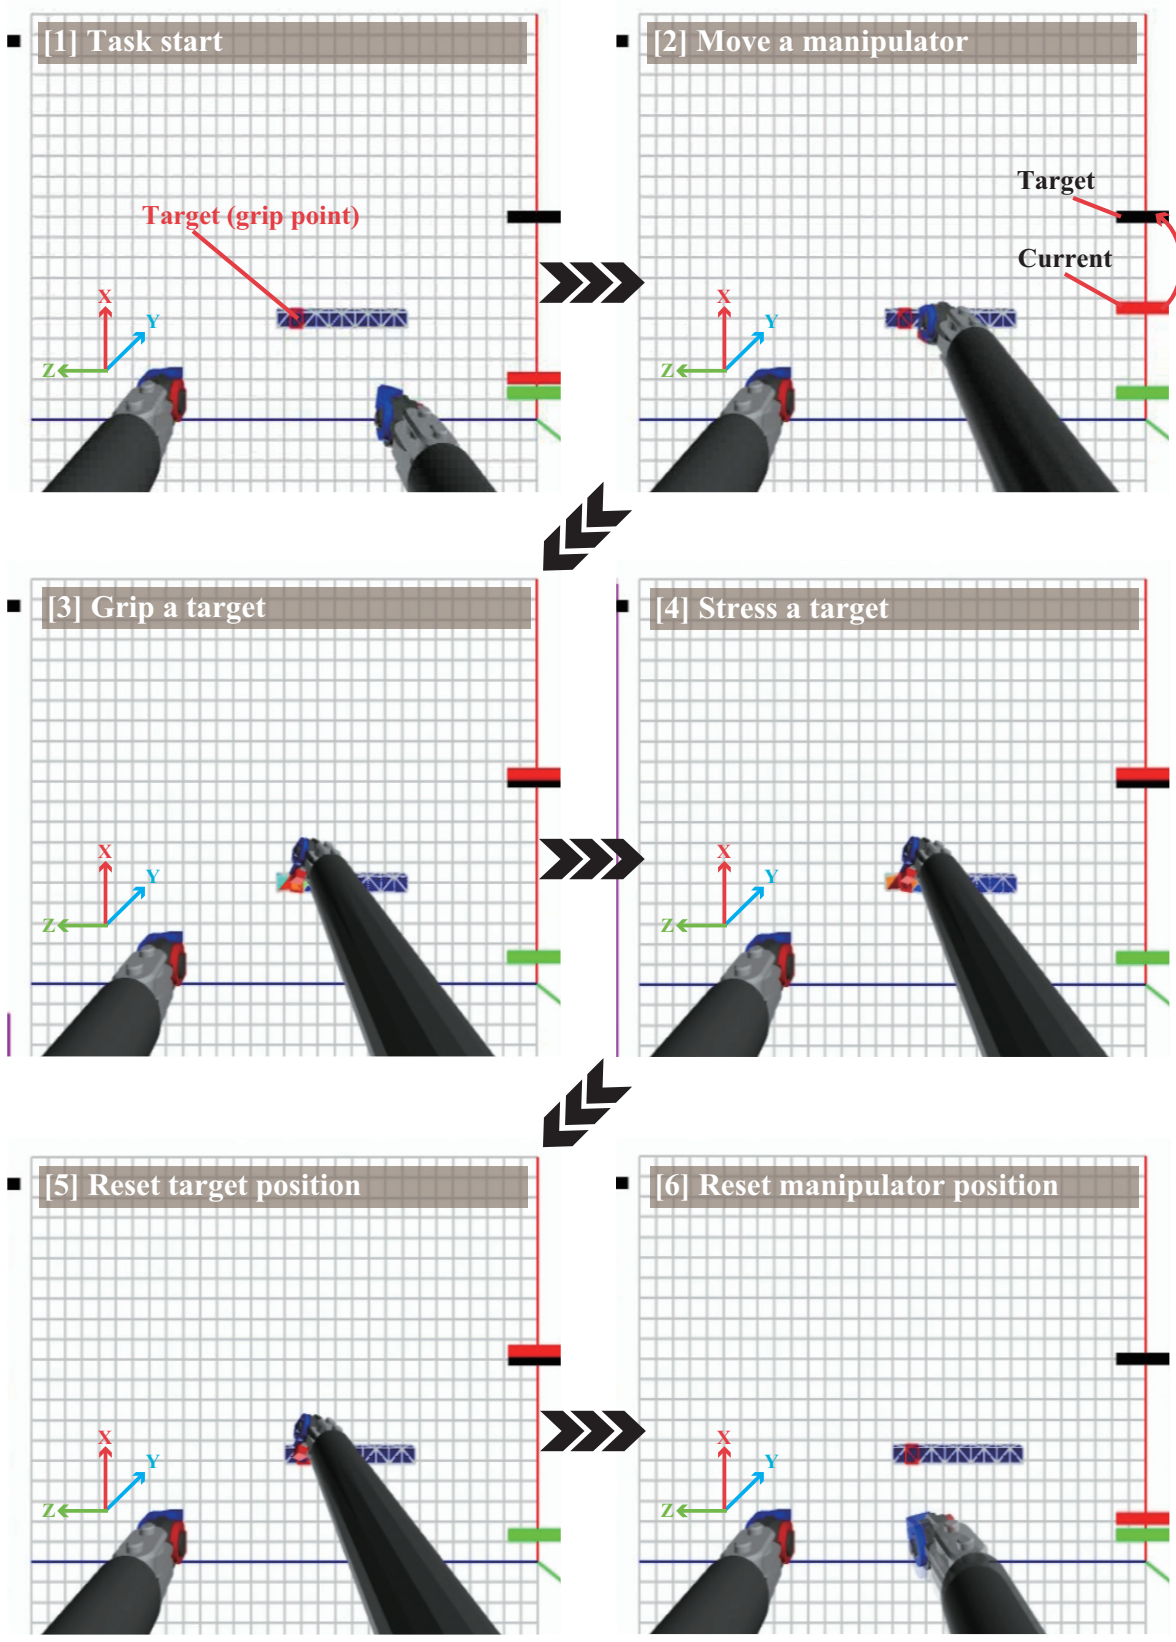 [1] Task start
Target (grip point)
X
Y
Z
[2] Move a manipulator
Target
Current
X
Y
Z
[3] Grip a target
X
Y
Z
[4] Stress a target
X
Y
Z
[5] Reset target position
X
Y
Z
[6] Reset manipulator position
X
Y
Z